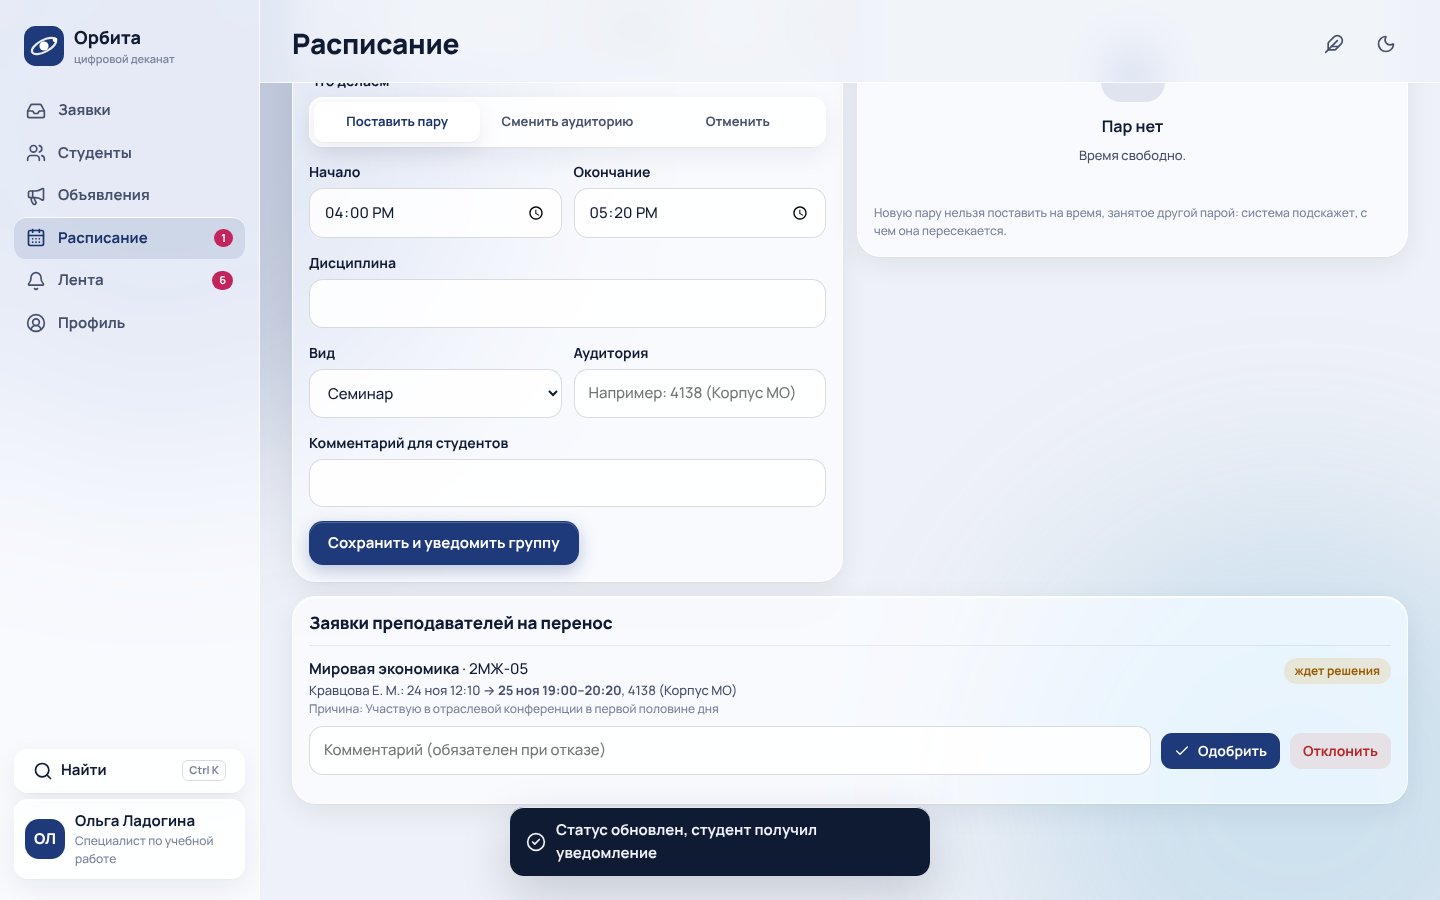 Орбита
цифровой деканат
Заявки
Студенты
Объявления
Расписание
1
Лента
6
Профиль
Найти
Ctrl K
ОЛ
Ольга Ладогина
Специалист по учебной
работе
Расписание
Что делаем
Поставить пару
Сменить аудиторию
Отменить
Начало
Окончание
04:00 PM
05:20 PM
Дисциплина
Вид
Аудитория
Семинар
Например: 4138 (Корпус МО)
Комментарий для студентов
Сохранить и уведомить группу
Пар нет
Время свободно.
Новую пару нельзя поставить на время, занятое другой парой: система подскажет, с
чем она пересекается.
Заявки преподавателей на перенос
Мировая экономика · 2МЖ-05
ждет решения
Кравцова Е. М.: 24 ноя 12:10 → 25 ноя 19:00–20:20, 4138 (Корпус МО)
Причина: Участвую в отраслевой конференции в первой половине дня
Комментарий (обязателен при отказе)
Одобрить
Отклонить
Статус обновлен, студент получил
уведомление